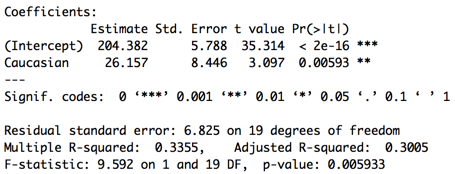 Coefficients:
Estimate Std. Error t value Pr(>|t|)
(Intercept) 204.382 5.788 35.314 < 2e-16 ***
Caucasian 26.157 8.446 3.097 0.00593 **
---
Signif. codes: 0 ‘***’ 0.001 ‘**’ 0.01 ‘*’ 0.05 ‘.’ 0.1 ‘ ’ 1
Residual standard error: 6.825 on 19 degrees of freedom
Multiple R-squared: 0.3355, Adjusted R-squared: 0.3005
F-statistic: 9.592 on 1 and 19 DF, p-value: 0.005933